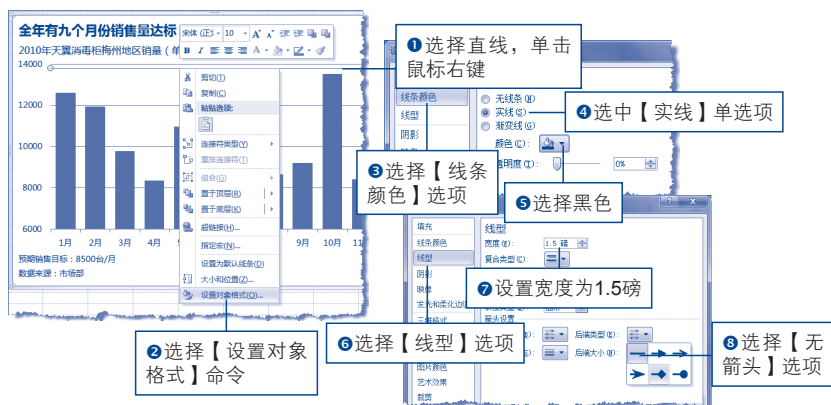 全年有九个月份销售量达标
宋体 (正) 10 A A
B I A
2010年天翼消毒柜梅州地区销量（单
14000
12000
10000
8000
6000
1月 2月 3月 4月 9月 10月 11
预期销售目标：8500台/月
数据来源：市场部
剪切(T)
复制(C)
粘贴选项:
连接符类型(Y)
重排连接符(T)
组合(G)
置于顶层(R)
置于底层(K)
超链接(H)...
指定宏(N)...
设置为默认线条(D)
大小和位置(Z)...
设置对象格式(O)...
❶选择直线，单击
鼠标右键
❷选择【设置对象
格式】命令
线条颜色
线型
阴影
无线条(N)
实线(S)
渐变线(G)
颜色(C):
透明度(T): 0%
❸选择【线条
颜色】选项
❹选中【实线】单选项
❺选择黑色
填充
线条颜色
线型
阴影
映像
发光和柔化边缘
三维格式
图片颜色
艺术效果
裁剪
线型
宽度(W): 1.5 磅
复合类型(C):
箭头设置
后端类型(E):
后端大小(N):
❻选择【线型】选项
❼设置宽度为1.5磅
❽选择【无
箭头】选项